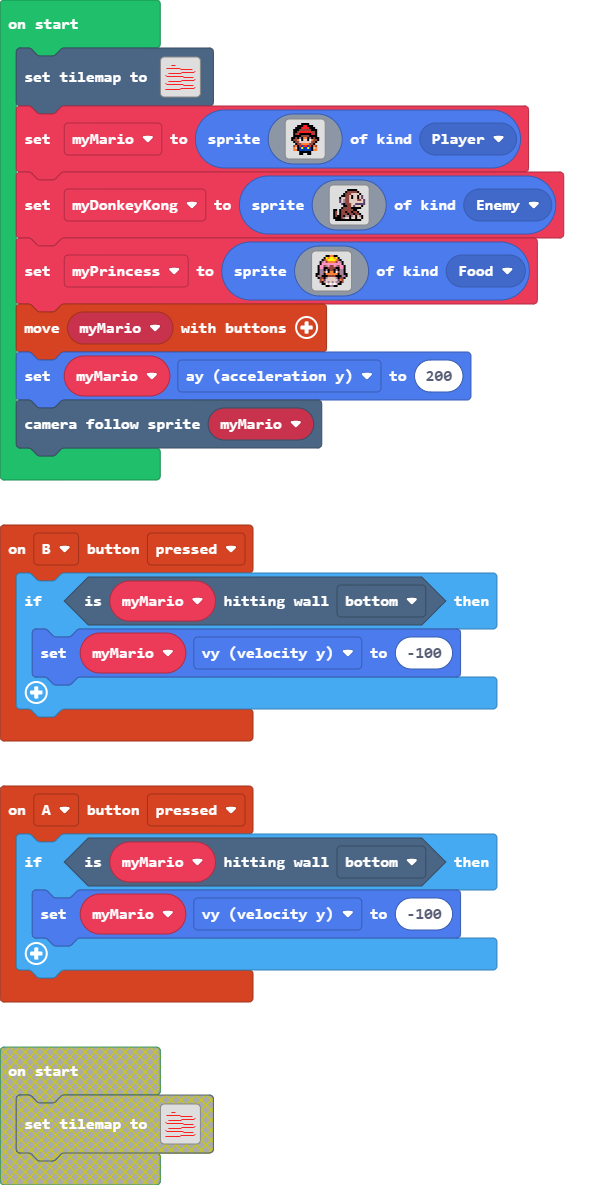 on start
set tilemap to
set myMario to sprite of kind Player
set myDonkeyKong to sprite of kind Enemy
set myPrincess to sprite of kind Food
move myMario with buttons
set myMario ay (acceleration y) to 200
camera follow sprite myMario
on B button pressed
if is myMario hitting wall bottom then
set myMario vy (velocity y) to -100
on A button pressed
if is myMario hitting wall bottom then
set myMario vy (velocity y) to -100
on start
set tilemap to